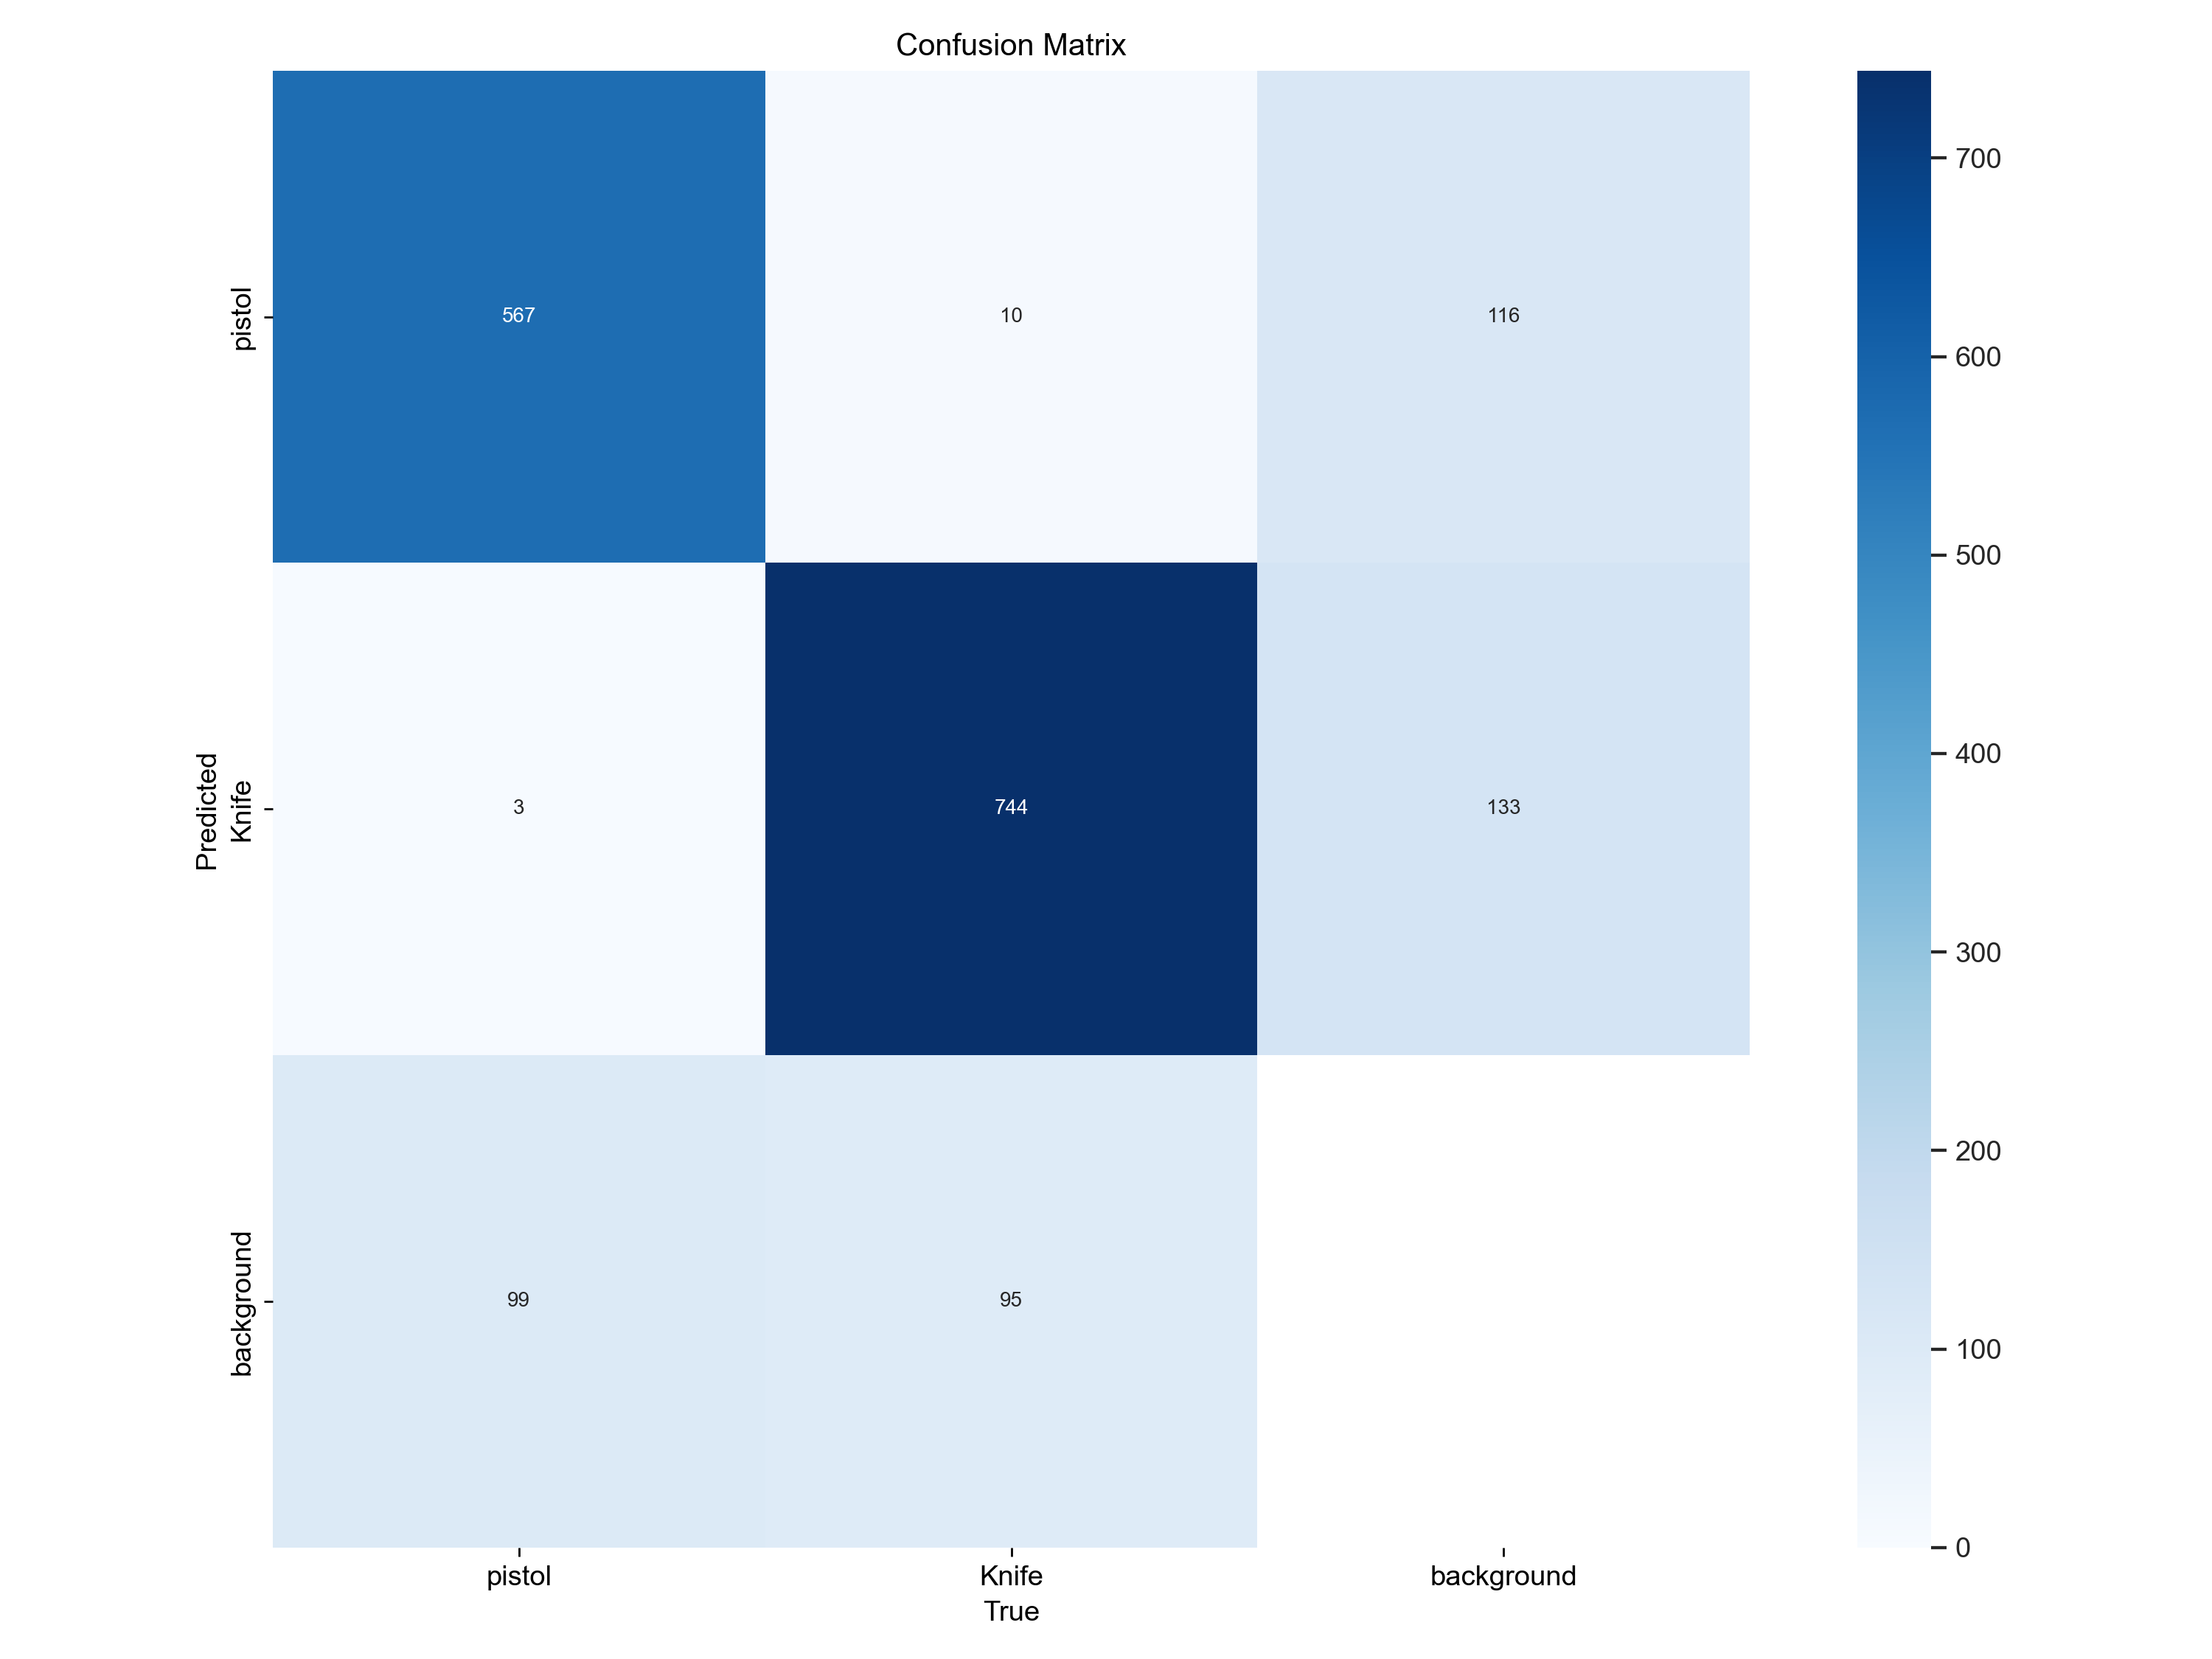 Confusion Matrix
pistol
567
10
116
Predicted
Knife
3
744
133
background
99
95
pistol
Knife
background
True
700
600
500
400
300
200
100
0